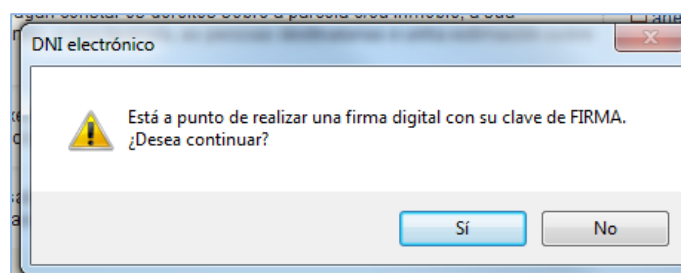 DNI electrónico
Está a punto de realizar una firma digital con su clave de FIRMA.
¿Desea continuar?
Sí
No